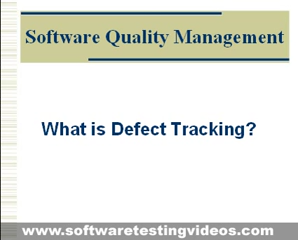 Software Quality Management
What is Defect Tracking?
www.softwaretestingvideos.com